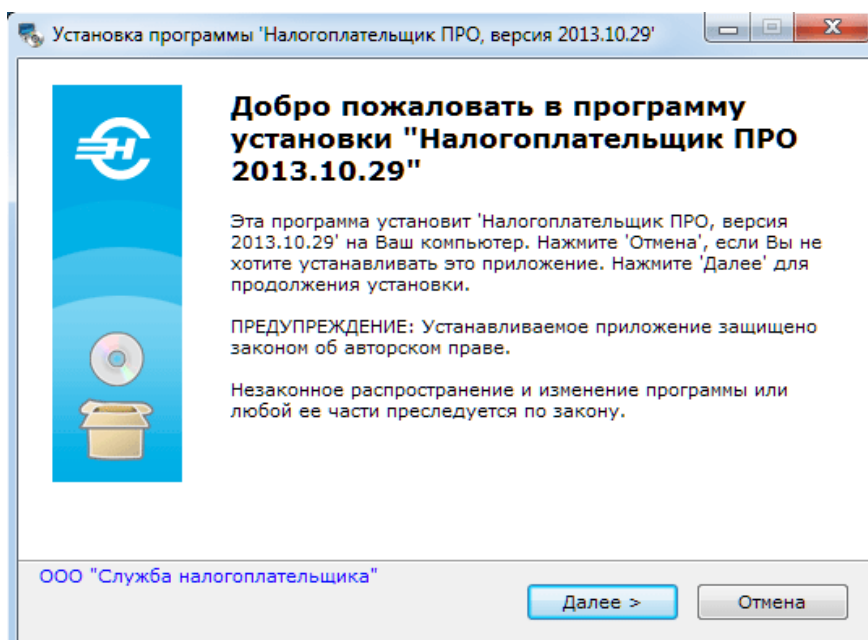 Установка программы 'Налогоплательщик ПРО, версия 2013.10.29'
Добро пожаловать в программу
установки "Налогоплательщик ПРО
2013.10.29"
Эта программа установит 'Налогоплательщик ПРО, версия
2013.10.29' на Ваш компьютер. Нажмите 'Отмена', если Вы не
хотите устанавливать это приложение. Нажмите 'Далее' для
продолжения установки.
ПРЕДУПРЕЖДЕНИЕ: Устанавливаемое приложение защищено
законом об авторском праве.
Незаконное распространение и изменение программы или
любой ее части преследуется по закону.
ООО "Служба налогоплательщика"
Далее >
Отмена